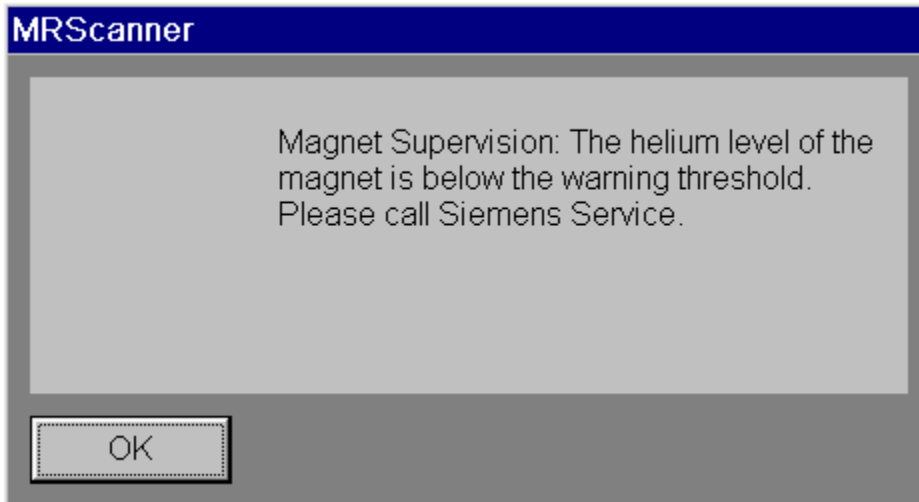 MRScanner
Magnet Supervision: The helium level of the
magnet is below the warning threshold.
Please call Siemens Service.
OK